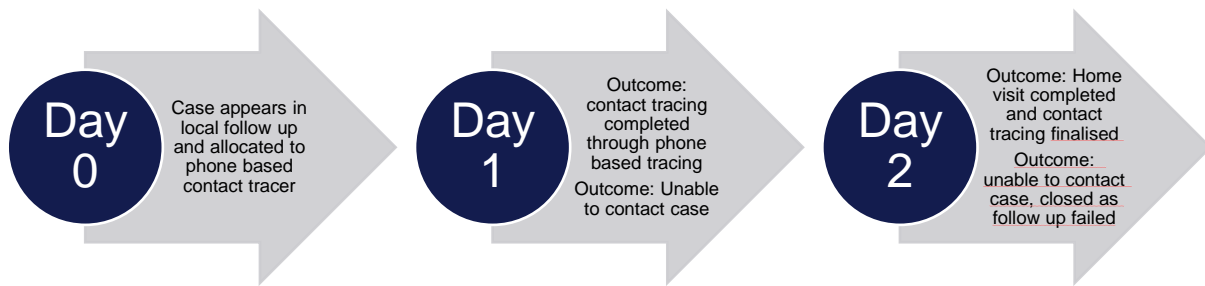 Day
0
Case appears in
local follow up
and allocated to
phone based
contact tracer
Day
1
Outcome:
contact tracing
completed
through phone
based tracing
Outcome: Unable
to contact case
Day
2
Outcome: Home
visit completed
and contact
tracing finalised
Outcome:
unable to contact
case, closed as
follow up failed